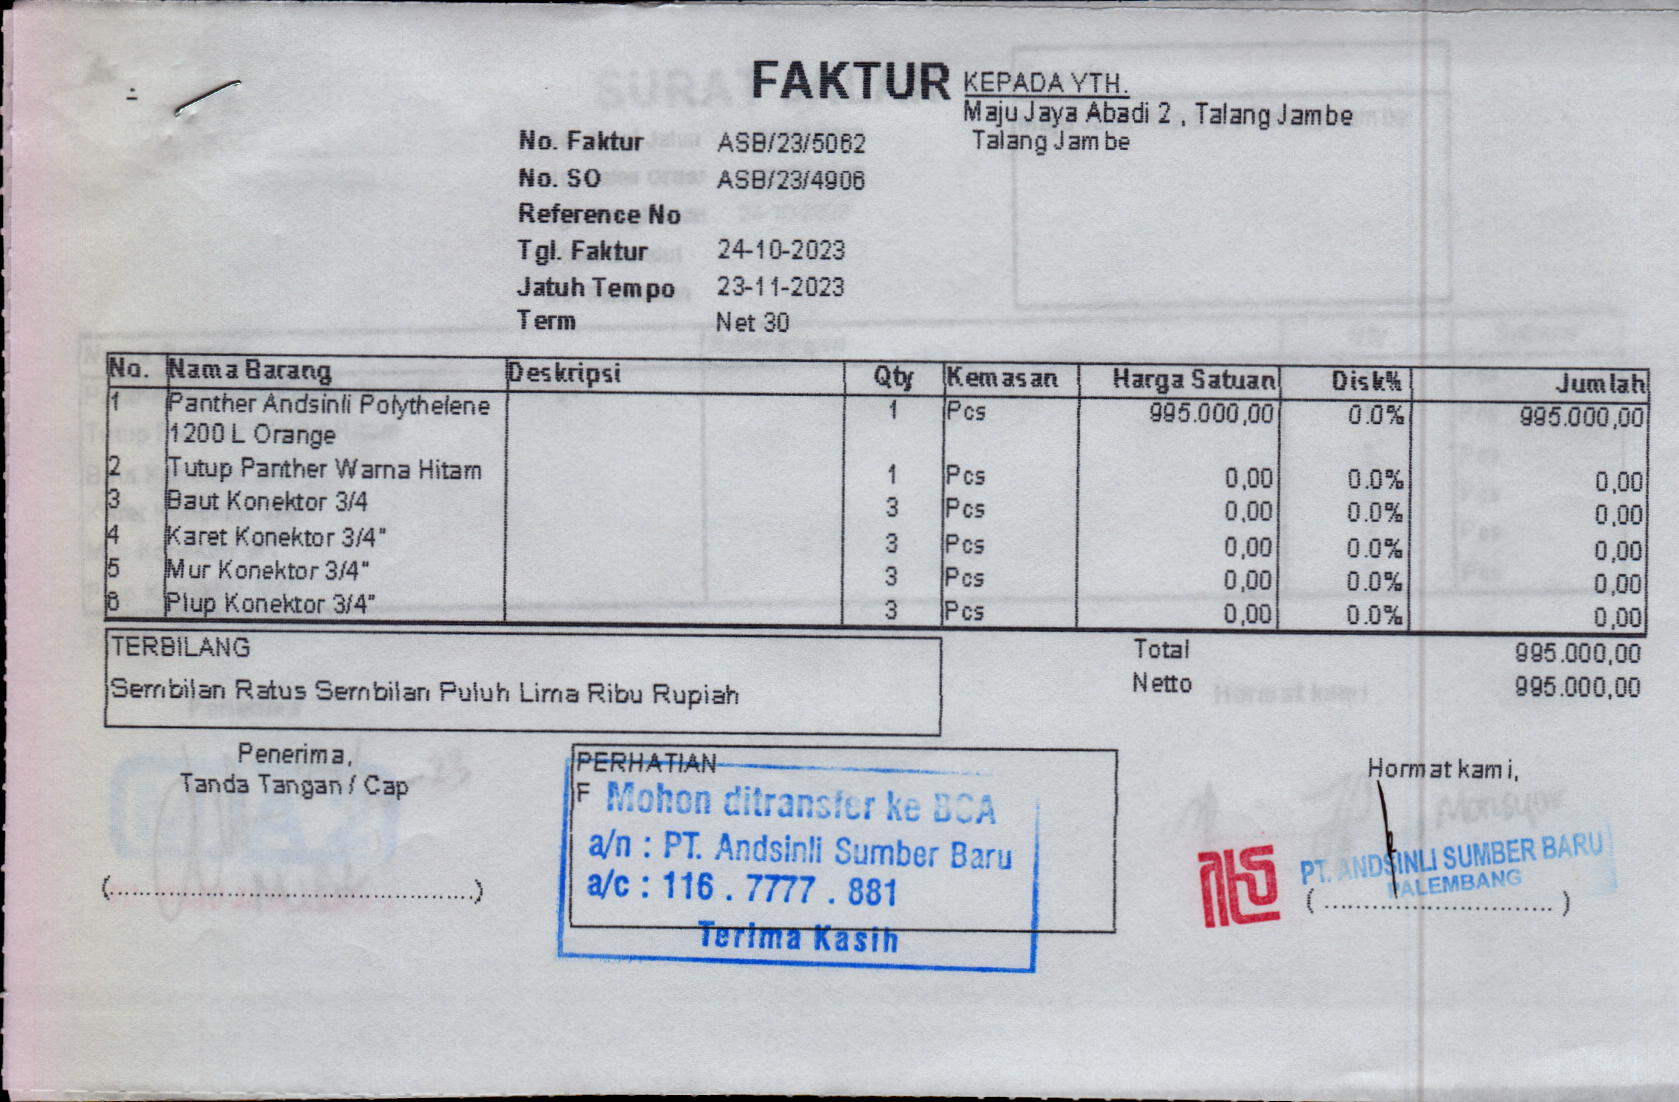 FAKTUR
KEPADA YTH.
Maju Jaya Abadi 2 , Talang Jambe
Talang Jambe
No. Faktur ASB/23/5062
No. SO ASB/23/4906
Reference No
Tgl. Faktur 24-10-2023
Jatuh Tempo 23-11-2023
Term Net 30
No. Nama Barang Deskripsi Qty Kemasan Harga Satuan Disk% Jumlah
1 Panther Andsinli Polythelene 1 Pcs 995.000,00 0.0% 995.000,00
1200 L Orange
2 Tutup Panther Warna Hitam 1 Pcs 0,00 0.0% 0,00
3 Baut Konektor 3/4 3 Pcs 0,00 0.0% 0,00
4 Karet Konektor 3/4" 3 Pcs 0,00 0.0% 0,00
5 Mur Konektor 3/4" 3 Pcs 0,00 0.0% 0,00
6 Plup Konektor 3/4" 3 Pcs 0,00 0.0% 0,00
TERBILANG
Sembilan Ratus Sembilan Puluh Lima Ribu Rupiah
Total 995.000,00
Netto 995.000,00
Penerima,
Tanda Tangan / Cap
(..........................................................)
PERHATIAN
F
Mohon ditransfer ke BCA
a/n : PT. Andsinli Sumber Baru
a/c : 116 . 7777 . 881
Terima Kasih
Hormat kami,
PT. ANDSINLI SUMBER BARU
PALEMBANG
( .................................... )